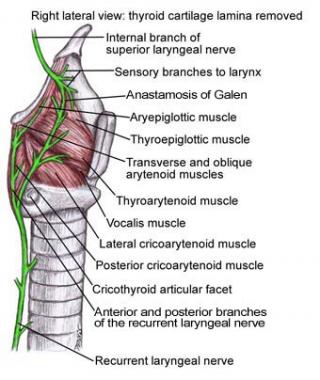 Right lateral view: thyroid cartilage lamina removed
Internal branch of
superior laryngeal nerve
Sensory branches to larynx
Anastamosis of Galen
Aryepiglottic muscle
Thyroepiglottic muscle
Transverse and oblique
arytenoid muscles
Thyroarytenoid muscle
Vocalis muscle
Lateral cricoarytenoid muscle
Posterior cricoarytenoid muscle
Cricothyroid articular facet
Anterior and posterior branches
of the recurrent laryngeal nerve
Recurrent laryngeal nerve